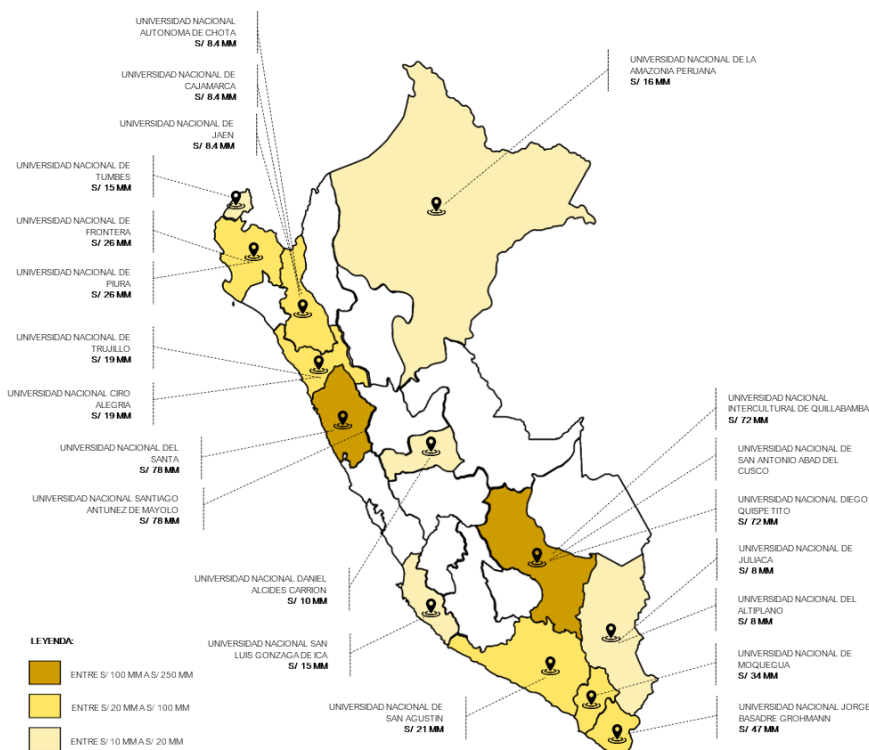 UNIVERSIDAD NACIONAL
AUTONOMA DE CHOTA
S/ 8.4 MM
UNIVERSIDAD NACIONAL DE
CAJAMARCA
S/ 8.4 MM
UNIVERSIDAD NACIONAL DE
JAEN
S/ 8.4 MM
UNIVERSIDAD NACIONAL DE
TUMBES
S/ 15 MM
UNIVERSIDAD NACIONAL DE
FRONTERA
S/ 26 MM
UNIVERSIDAD NACIONAL DE
PIURA
S/ 26 MM
UNIVERSIDAD NACIONAL DE
TRUJILLO
S/ 19 MM
UNIVERSIDAD NACIONAL CIRO
ALEGRIA
S/ 19 MM
UNIVERSIDAD NACIONAL DEL
SANTA
S/ 78 MM
UNIVERSIDAD NACIONAL SANTIAGO
ANTUNEZ DE MAYOLO
S/ 78 MM
UNIVERSIDAD NACIONAL DANIEL
ALCIDES CARRION
S/ 10 MM
UNIVERSIDAD NACIONAL SAN
LUIS GONZAGA DE ICA
S/ 15 MM
UNIVERSIDAD NACIONAL DE
SAN AGUSTIN S/ 21 MM
UNIVERSIDAD NACIONAL DE LA
AMAZONIA PERUANA
S/ 16 MM
UNIVERSIDAD NACIONAL
INTERCULTURAL DE QUILLABAMBA
S/ 72 MM
UNIVERSIDAD NACIONAL DE
SAN ANTONIO ABAD DEL
CUSCO
UNIVERSIDAD NACIONAL DIEGO
QUISPE TITO
S/ 72 MM
UNIVERSIDAD NACIONAL DE
JULIACA
S/ 8 MM
UNIVERSIDAD NACIONAL DEL
ALTIPLANO
S/ 8 MM
UNIVERSIDAD NACIONAL DE
MOQUEGUA
S/ 34 MM
UNIVERSIDAD NACIONAL JORGE
BASADRE GROHMANN
S/ 47 MM
LEYENDA:
ENTRE S/ 100 MM A S/ 250 MM
ENTRE S/ 20 MM A S/ 100 MM
ENTRE S/ 10 MM A S/ 20 MM